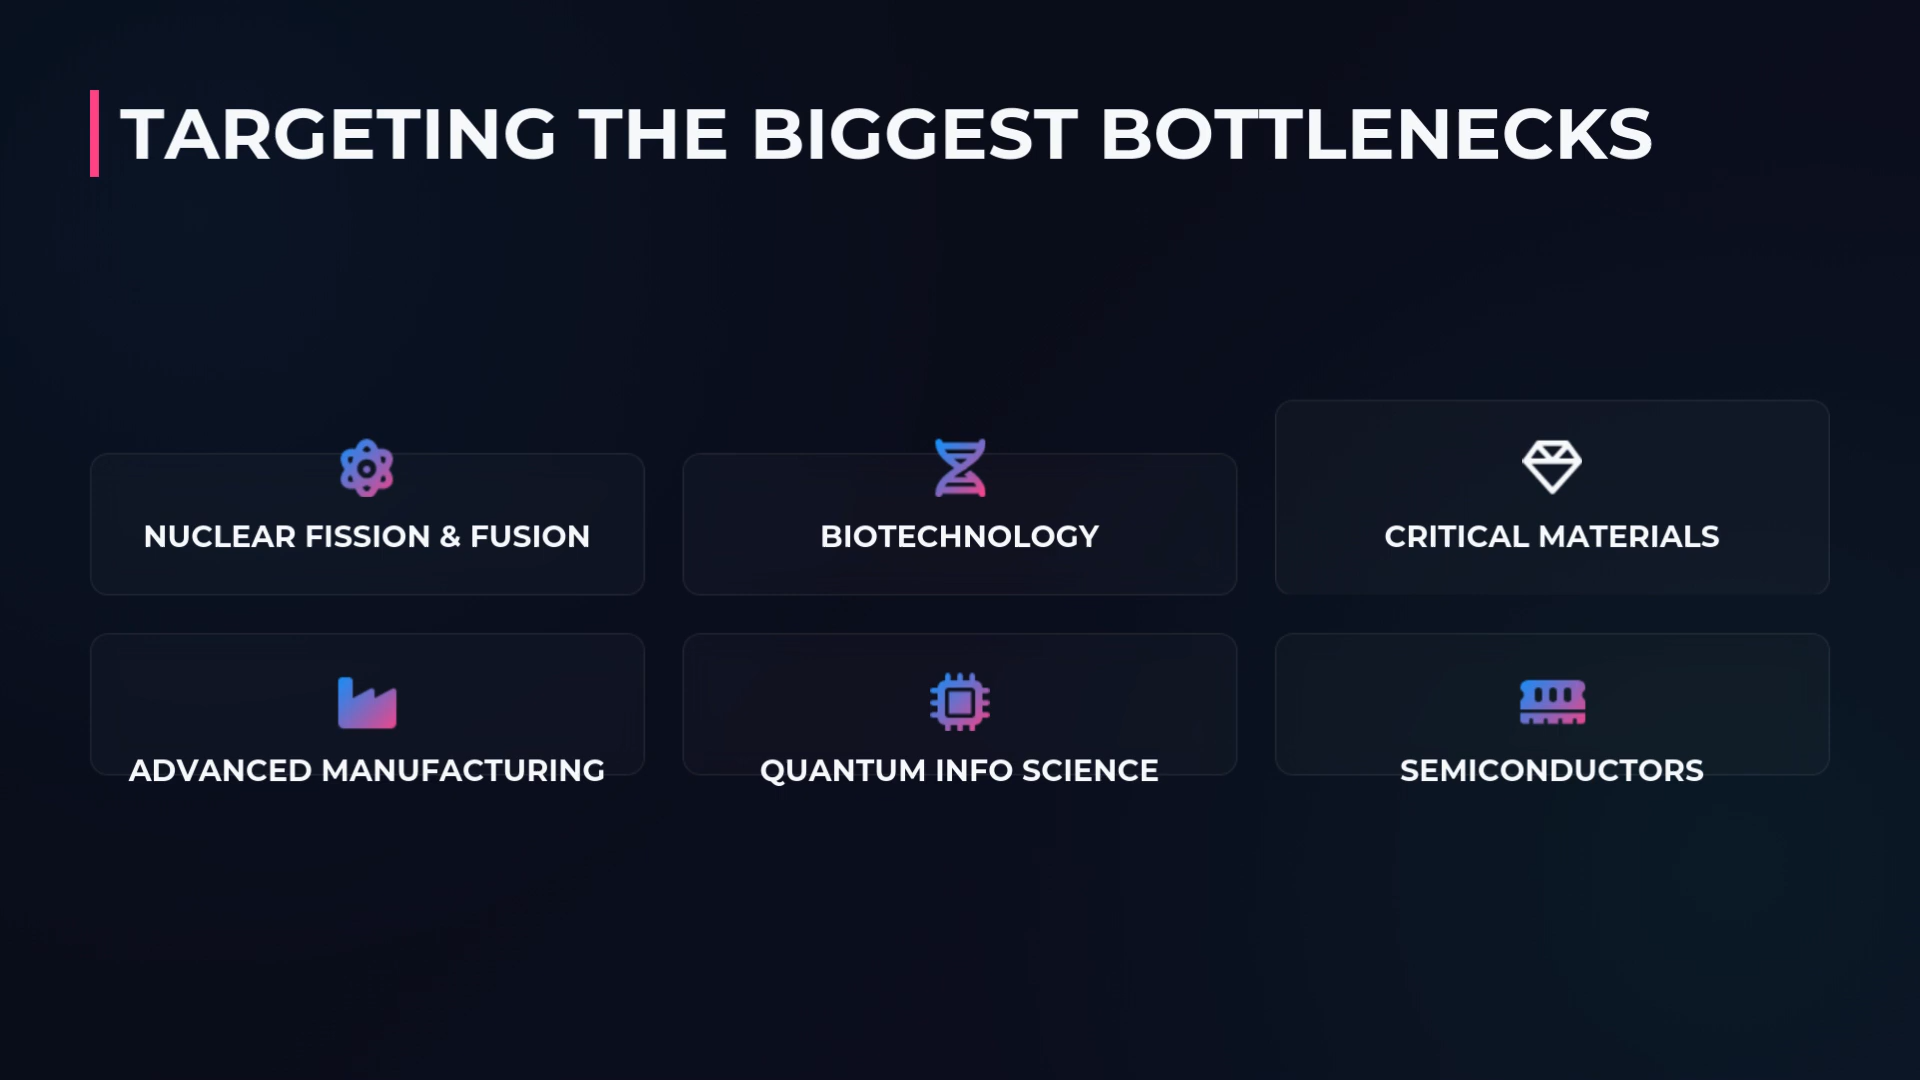 TARGETING THE BIGGEST BOTTLENECKS
NUCLEAR FISSION & FUSION
BIOTECHNOLOGY
CRITICAL MATERIALS
ADVANCED MANUFACTURING
QUANTUM INFO SCIENCE
SEMICONDUCTORS